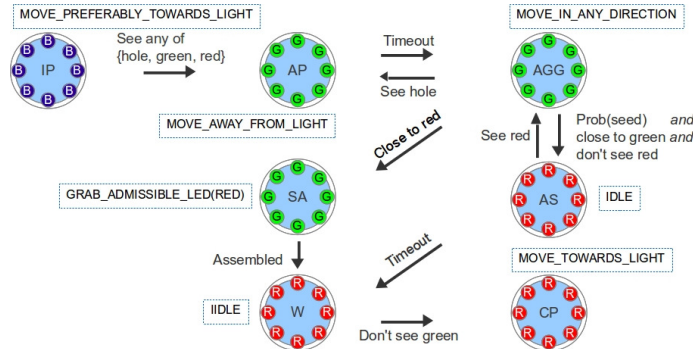 MOVE_PREFERABLY_TOWARDS_LIGHT
MOVE_IN_ANY_DIRECTION
See any of
{hole, green, red}
B
B
B
B
B
B
B
B
IP
G
G
G
G
G
G
G
G
AP
Timeout
See hole
G
G
G
G
G
G
G
G
AGG
MOVE_AWAY_FROM_LIGHT
Close to red
See red
Prob(seed) and
close to green and
don't see red
GRAB_ADMISSIBLE_LED(RED)
G
G
G
G
G
G
G
G
SA
R
R
R
R
R
R
R
R
AS
IDLE
Assembled
Timeout
MOVE_TOWARDS_LIGHT
IIDLE
R
R
R
R
R
R
R
R
W
Don't see green
R
R
R
R
R
R
R
R
CP